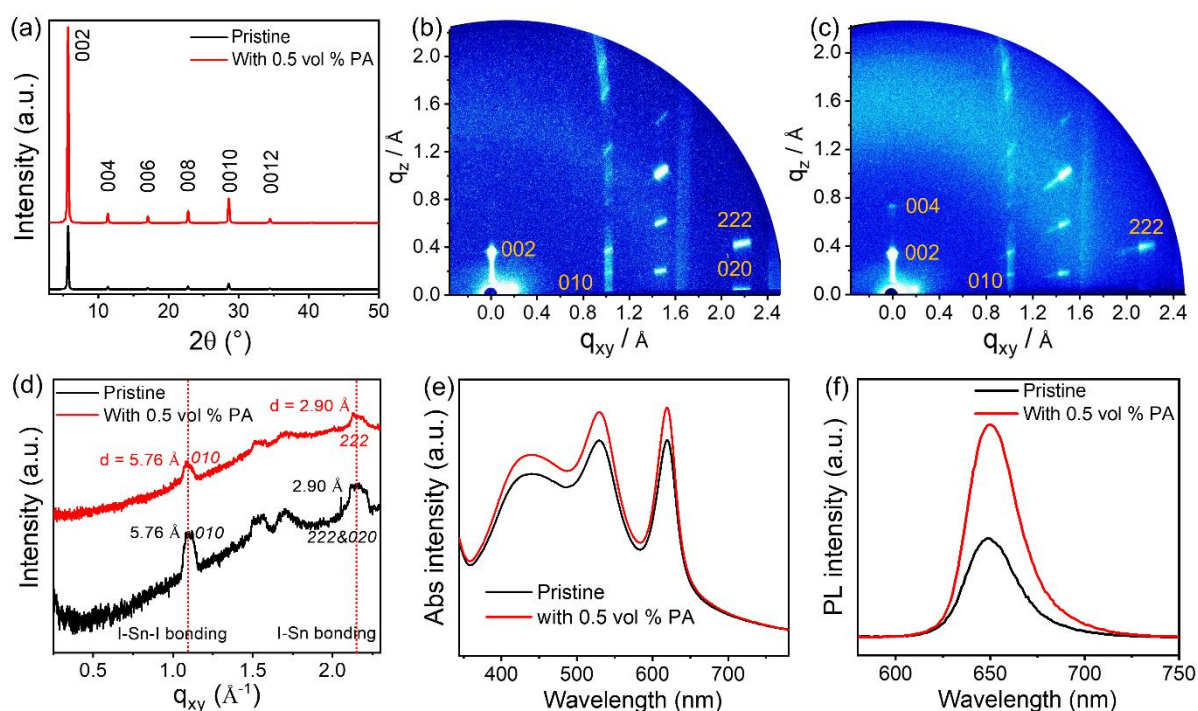 (a)
Pristine
With 0.5 vol % PA
002
004
006
008
0010
0012
Intensity (a.u.)
10
20
30
40
50
2θ (°)
(b)
2.0
1.6
1.2
0.8
0.4
0.0
q_z / Å
002
010
222
020
0.0
0.4
0.8
1.2
1.6
2.0
2.4
q_xy / Å
(c)
2.0
1.6
1.2
0.8
0.4
0.0
q_z / Å
004
002
010
222
0.0
0.4
0.8
1.2
1.6
2.0
2.4
q_xy / Å
(d)
Pristine
With 0.5 vol % PA
d = 2.90 Å
222
d = 5.76 Å
010
2.90 Å
5.76 Å
010
222&020
I-Sn-I bonding
I-Sn bonding
Intensity (a.u.)
0.5
1.0
1.5
2.0
q_xy (Å⁻¹)
(e)
Abs intensity (a.u.)
Pristine
with 0.5 vol % PA
400
500
600
700
Wavelength (nm)
(f)
Pristine
With 0.5 vol % PA
PL intensity (a.u.)
600
650
700
750
Wavelength (nm)